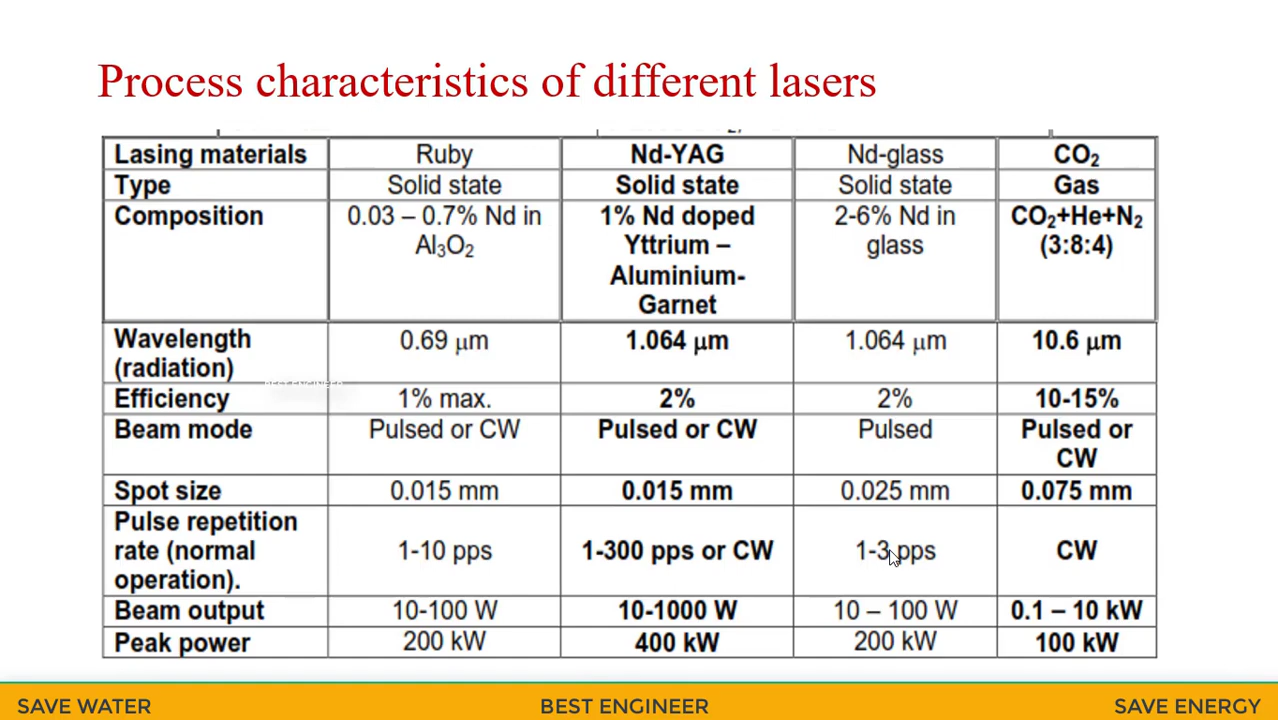 Process characteristics of different lasers
Lasing materials Ruby Nd-YAG Nd-glass CO₂
Type Solid state Solid state Solid state Gas
Composition 0.03 – 0.7% Nd in 1% Nd doped 2-6% Nd in CO₂+He+N₂
Al₃O₂ Yttrium – glass (3:8:4)
Aluminium-
Garnet
Wavelength 0.69 μm 1.064 μm 1.064 μm 10.6 μm
(radiation)
Efficiency 1% max. 2% 2% 10-15%
Beam mode Pulsed or CW Pulsed or CW Pulsed Pulsed or
CW
Spot size 0.015 mm 0.015 mm 0.025 mm 0.075 mm
Pulse repetition
rate (normal 1-10 pps 1-300 pps or CW 1-3 pps CW
operation).
Beam output 10-100 W 10-1000 W 10 – 100 W 0.1 – 10 kW
Peak power 200 kW 400 kW 200 kW 100 kW
BEST ENGINEER
SAVE WATER BEST ENGINEER SAVE ENERGY